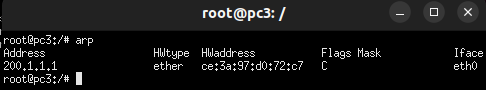 root@pc3: /
root@pc3:/# arp
Address HWtype HWaddress Flags Mask Iface
200.1.1.1 ether ce:3a:97:d0:72:c7 C eth0
root@pc3:/#